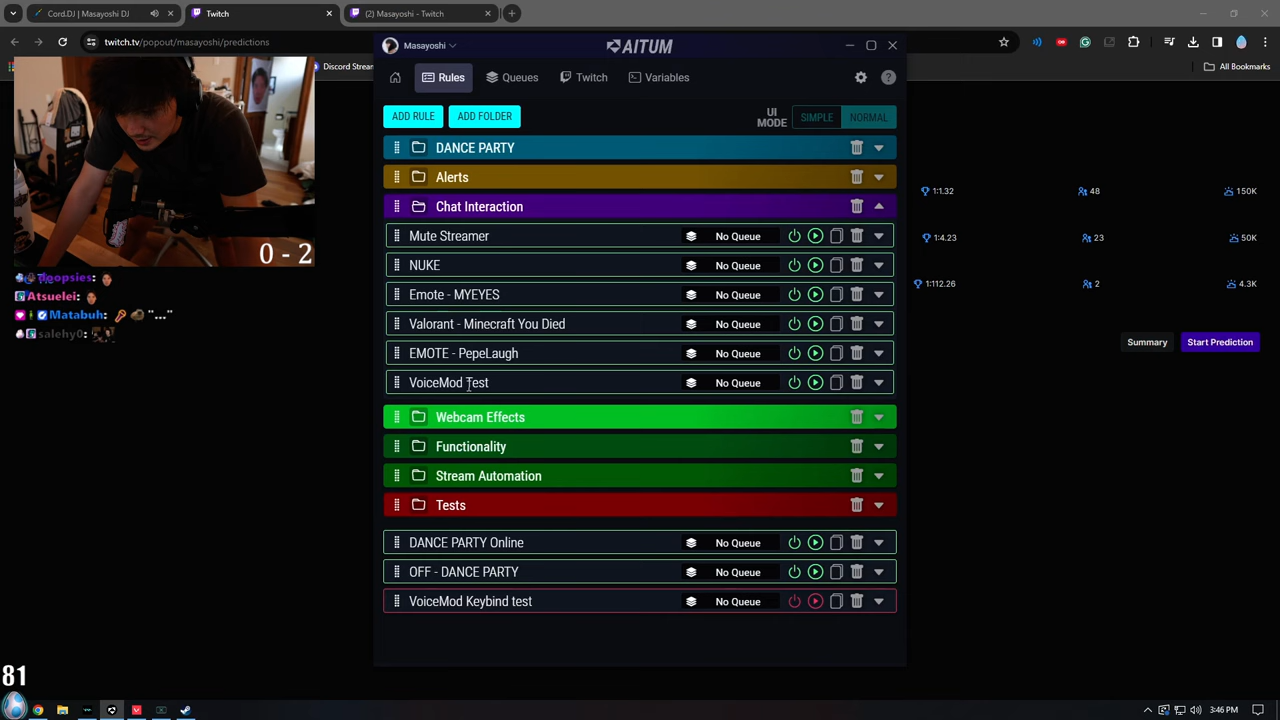 Cord.DJ | Masayoshi DJ
Twitch
(2) Masayoshi - Twitch
twitch.tv/popout/masayoshi/predictions
Discord Stream
All Bookmarks
Masayoshi
AITUM
Rules
Queues
Twitch
Variables
ADD RULE
ADD FOLDER
UI MODE
SIMPLE
NORMAL
DANCE PARTY
Alerts
Chat Interaction
Mute Streamer No Queue
NUKE No Queue
Emote - MYEYES No Queue
Valorant - Minecraft You Died No Queue
EMOTE - PepeLaugh No Queue
VoiceMod Test No Queue
Webcam Effects
Functionality
Stream Automation
Tests
DANCE PARTY Online No Queue
OFF - DANCE PARTY No Queue
VoiceMod Keybind test No Queue
1:1.32 48 150K
1:4.23 23 50K
1:112.26 2 4.3K
Summary
Start Prediction
0 - 2
Atsuelei:
Matabuh: "..."
salehy0:
81
3:46 PM